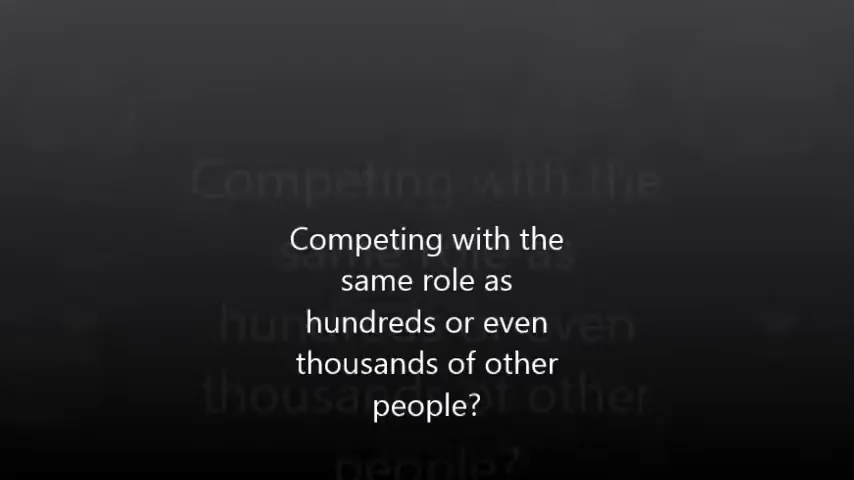 Competing with the
same role as
hundreds or even
thousands of other
people?